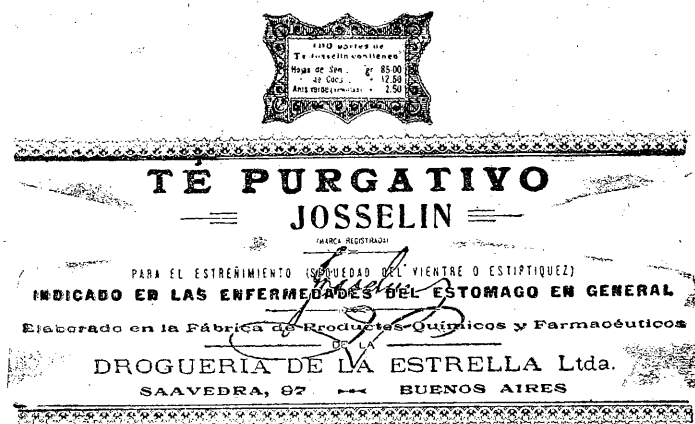 100 partes de
Té Josselin contienen
Hojas de Sen gr 85.00
" de Coca " 12.50
Anis verde (semillas) " 2.50
TÉ PURGATIVO
JOSSELIN
(MARCA REGISTRADA)
PARA EL ESTREÑIMIENTO (SEQUEDAD DEL VIENTRE O ESTIPTIQUEZ)
INDICADO EN LAS ENFERMEDADES DEL ESTOMAGO EN GENERAL
Josselin
Elaborado en la Fábrica de Productos Químicos y Farmacéuticos
DE LA
DROGUERIA DE LA ESTRELLA Ltda.
SAAVEDRA, 97 BUENOS AIRES